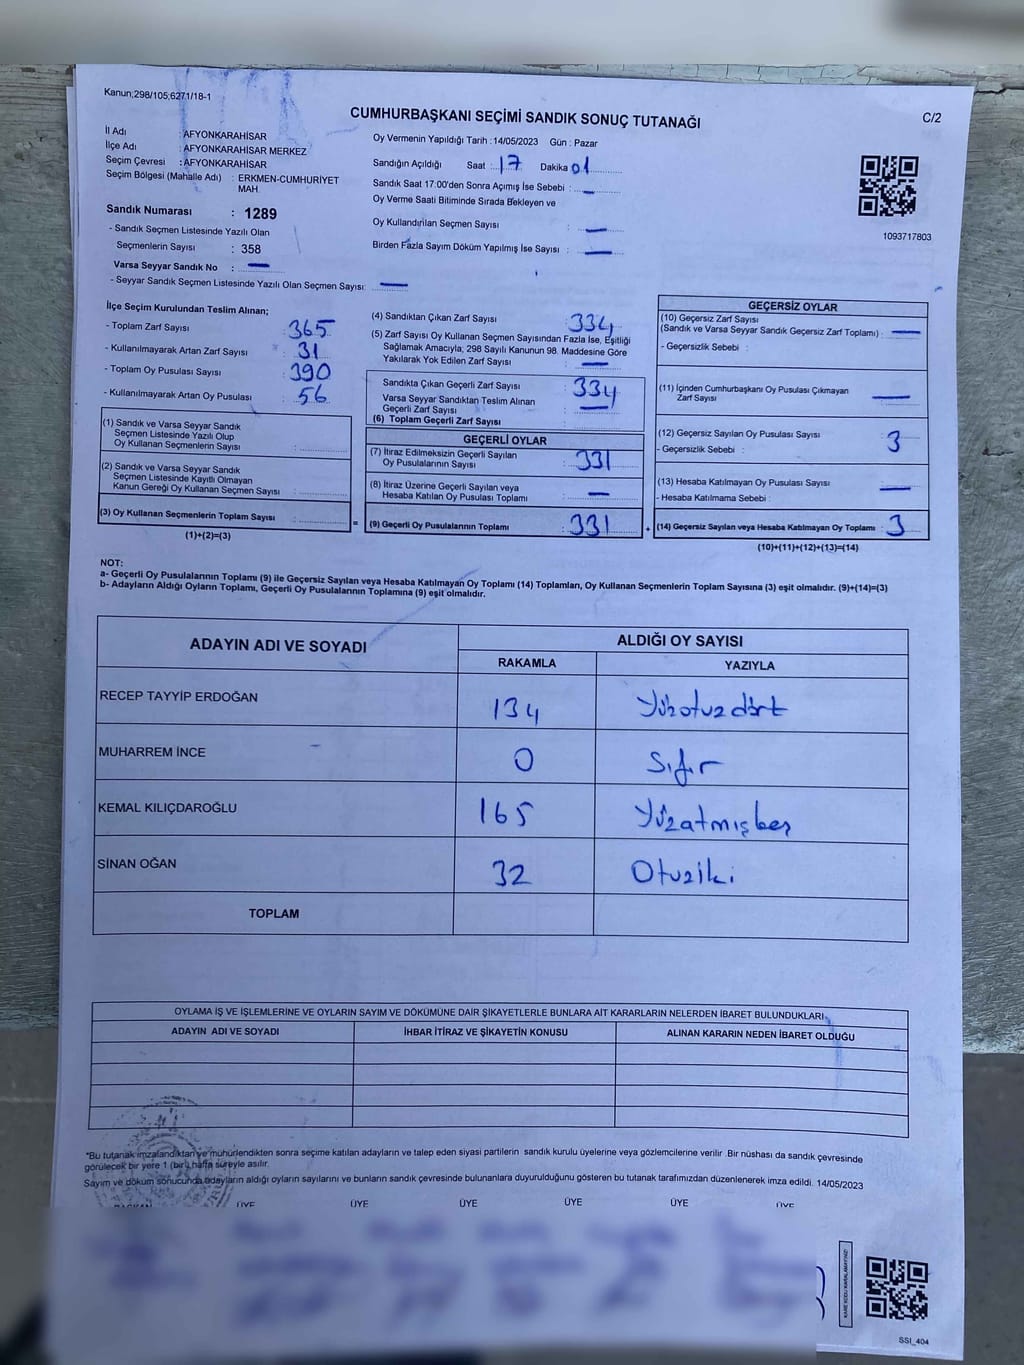 Kanun;298/105;6271/18-1
CUMHURBAŞKANI SEÇİMİ SANDIK SONUÇ TUTANAĞI
C/2
İl Adı : AFYONKARAHİSAR
İlçe Adı : AFYONKARAHİSAR MERKEZ
Seçim Çevresi : AFYONKARAHİSAR
Seçim Bölgesi (Mahalle Adı) : ERKMEN-CUMHURİYET
MAH.
Sandık Numarası : 1289
- Sandık Seçmen Listesinde Yazılı Olan
Seçmenlerin Sayısı : 358
Varsa Seyyar Sandık No : —
- Seyyar Sandık Seçmen Listesinde Yazılı Olan Seçmen Sayısı: —
Oy Vermenin Yapıldığı Tarih : 14/05/2023 Gün : Pazar
Sandığın Açıldığı Saat : 17 Dakika 01
Sandık Saat 17:00'den Sonra Açımış İse Sebebi : —
Oy Verme Saati Bitiminde Sırada Bekleyen ve
Oy Kullandırılan Seçmen Sayısı : —
Birden Fazla Sayım Döküm Yapılmış İse Sayısı : —
1093717803
İlçe Seçim Kurulundan Teslim Alınan;
- Toplam Zarf Sayısı 365
- Kullanılmayarak Artan Zarf Sayısı : 31
- Toplam Oy Pusulası Sayısı : 390
- Kullanılmayarak Artan Oy Pusulası : 56
(1) Sandık ve Varsa Seyyar Sandık
Seçmen Listesinde Yazılı Olup
Oy Kullanan Seçmenlerin Sayısı :
(2) Sandık ve Varsa Seyyar Sandık
Seçmen Listesinde Kayıtlı Olmayan
Kanun Gereği Oy Kullanan Seçmen Sayısı :
(3) Oy Kullanan Seçmenlerin Toplam Sayısı :
(1)+(2)=(3)
(4) Sandıktan Çıkan Zarf Sayısı : 334
(5) Zarf Sayısı Oy Kullanan Seçmen Sayısından Fazla İse, Eşitliği
Sağlamak Amacıyla, 298 Sayılı Kanunun 98. Maddesine Göre
Yakılarak Yok Edilen Zarf Sayısı : —
Sandıkta Çıkan Geçerli Zarf Sayısı : 334
Varsa Seyyar Sandıktan Teslim Alınan
Geçerli Zarf Sayısı : —
(6) Toplam Geçerli Zarf Sayısı :
GEÇERLİ OYLAR
(7) İtiraz Edilmeksizin Geçerli Sayılan
Oy Pusulalarının Sayısı : 331
(8) İtiraz Üzerine Geçerli Sayılan veya
Hesaba Katılan Oy Pusulası Toplamı : —
= (9) Geçerli Oy Pusulalarının Toplamı : 331
GEÇERSİZ OYLAR
(10) Geçersiz Zarf Sayısı
(Sandık ve Varsa Seyyar Sandık Geçersiz Zarf Toplamı) : —
- Geçersizlik Sebebi :
(11) İçinden Cumhurbaşkanı Oy Pusulası Çıkmayan
Zarf Sayısı : —
(12) Geçersiz Sayılan Oy Pusulası Sayısı : 3
- Geçersizlik Sebebi :
(13) Hesaba Katılmayan Oy Pusulası Sayısı : —
- Hesaba Katılmama Sebebi :
+ (14) Geçersiz Sayılan veya Hesaba Katılmayan Oy Toplamı : 3
(10)+(11)+(12)+(13)=(14)
NOT:
a- Geçerli Oy Pusulalarının Toplamı (9) ile Geçersiz Sayılan veya Hesaba Katılmayan Oy Toplamı (14) Toplamları, Oy Kullanan Seçmenlerin Toplam Sayısına (3) eşit olmalıdır. (9)+(14)=(3)
b- Adayların Aldığı Oyların Toplamı, Geçerli Oy Pusulalarının Toplamına (9) eşit olmalıdır.
ADAYIN ADI VE SOYADI ALDIĞI OY SAYISI
RAKAMLA YAZIYLA
RECEP TAYYİP ERDOĞAN 134 Yüzotuzdört
MUHARREM İNCE 0 Sıfır
KEMAL KILIÇDAROĞLU 165 Yüzatmışbeş
SİNAN OĞAN 32 Otuziki
TOPLAM
OYLAMA İŞ VE İŞLEMLERİNE VE OYLARIN SAYIM VE DÖKÜMÜNE DAİR ŞİKAYETLERLE BUNLARA AİT KARARLARIN NELERDEN İBARET BULUNDUKLARI
ADAYIN ADI VE SOYADI İHBAR İTİRAZ VE ŞİKAYETİN KONUSU ALINAN KARARIN NEDEN İBARET OLDUĞU
*Bu tutanak imzalandıktan ve mühürlendikten sonra seçime katılan adayların ve talep eden siyasi partilerin sandık kurulu üyelerine veya gözlemcilerine verilir .Bir nüshası da sandık çevresinde
görülecek bir yere 1 (bir) hafta süreyle asılır.
Sayım ve döküm sonucunda adayların aldığı oyların sayılarını ve bunların sandık çevresinde bulunanlara duyurulduğunu gösteren bu tutanak tarafımızdan düzenlenerek imza edildi. 14/05/2023
BAŞKAN ÜYE ÜYE ÜYE ÜYE ÜYE ÜYE
KARE KODU KARALAMAYINIZ!
SSI_404